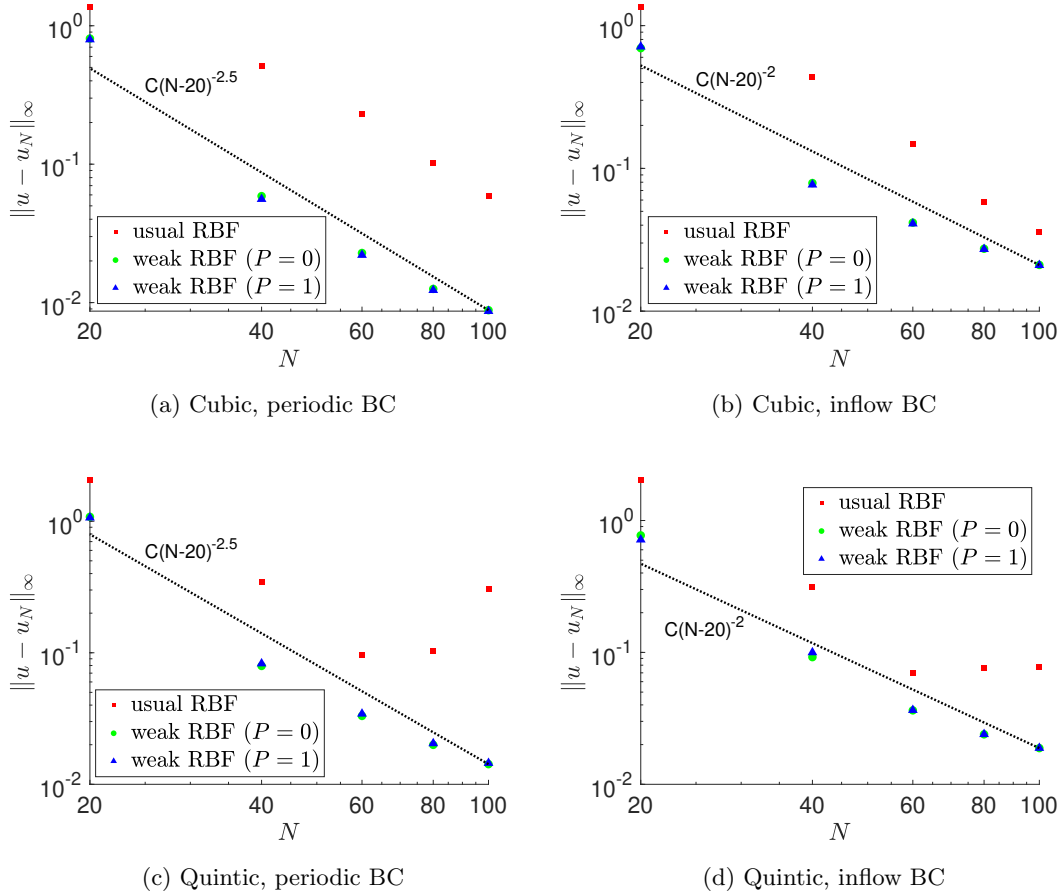 10^0
10^-1
10^-2
‖u − u_N‖_∞
C(N-20)^-2.5
usual RBF
weak RBF (P = 0)
weak RBF (P = 1)
20 40 60 80 100
N
(a) Cubic, periodic BC
10^0
10^-1
10^-2
‖u − u_N‖_∞
C(N-20)^-2
usual RBF
weak RBF (P = 0)
weak RBF (P = 1)
20 40 60 80 100
N
(b) Cubic, inflow BC
10^0
10^-1
10^-2
‖u − u_N‖_∞
C(N-20)^-2.5
usual RBF
weak RBF (P = 0)
weak RBF (P = 1)
20 40 60 80 100
N
(c) Quintic, periodic BC
10^0
10^-1
10^-2
‖u − u_N‖_∞
usual RBF
weak RBF (P = 0)
weak RBF (P = 1)
C(N-20)^-2
20 40 60 80 100
N
(d) Quintic, inflow BC